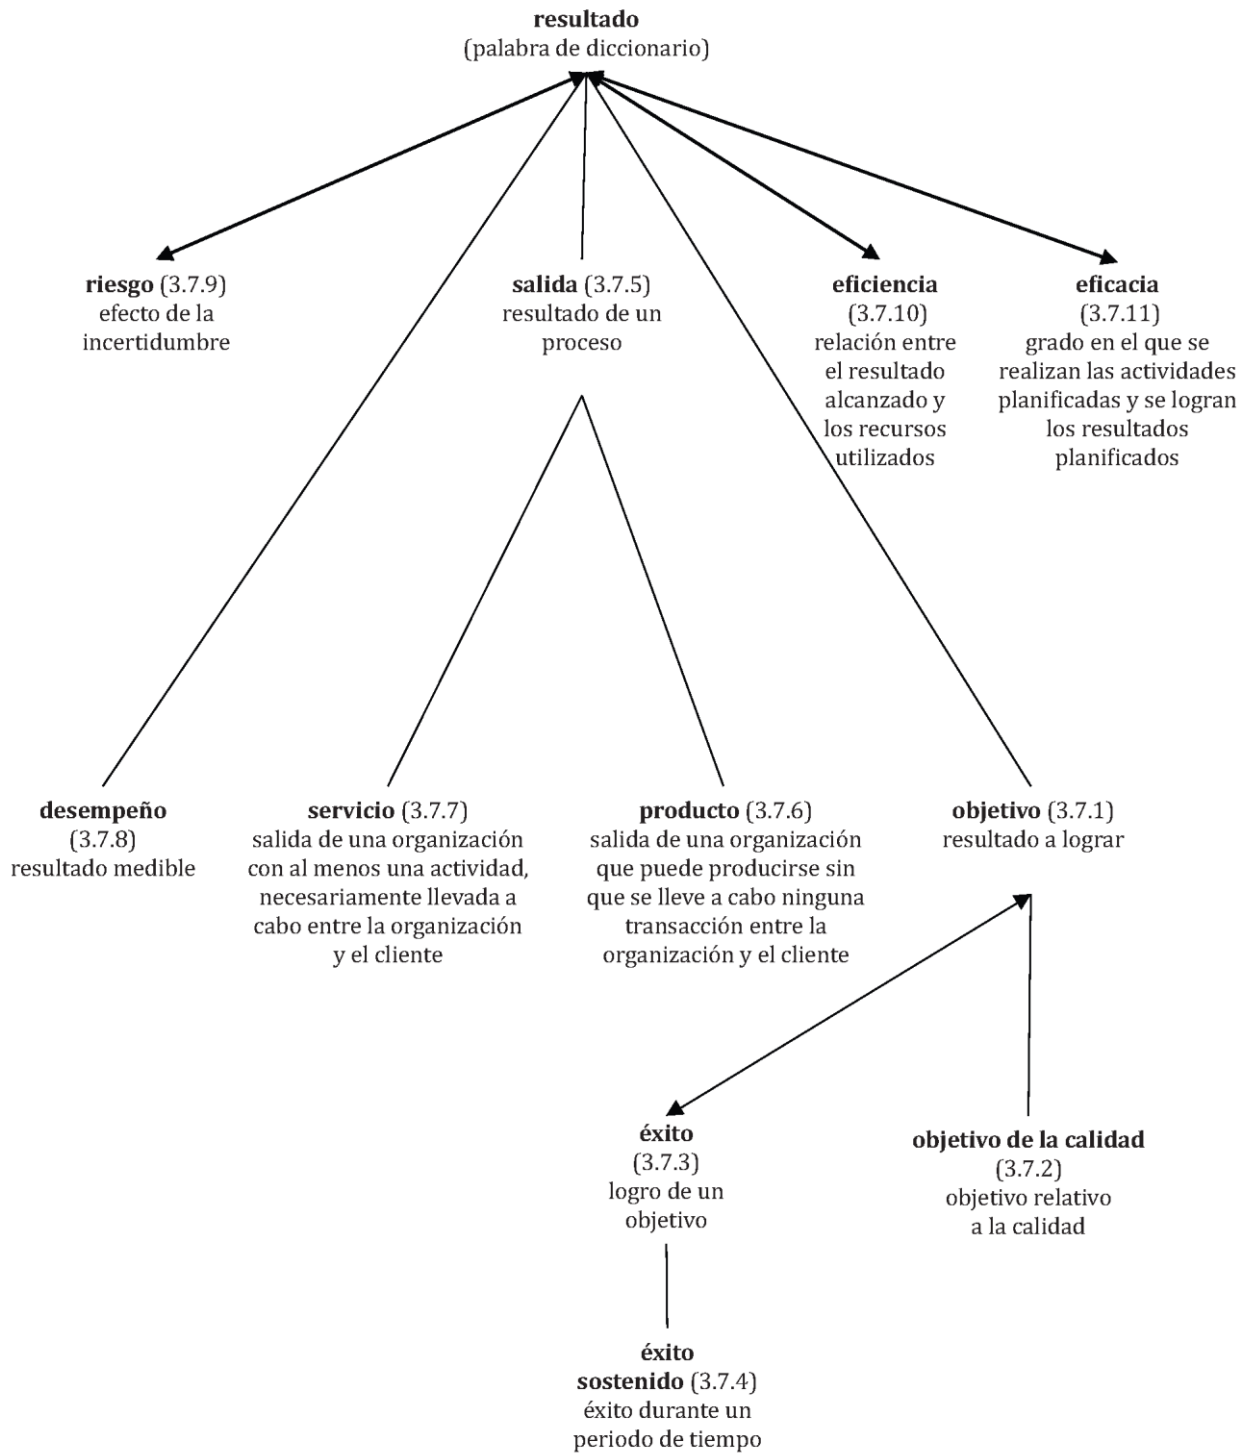 resultado
(palabra de diccionario)
riesgo (3.7.9)
efecto de la
incertidumbre
salida (3.7.5)
resultado de un
proceso
eficiencia
(3.7.10)
relación entre
el resultado
alcanzado y
los recursos
utilizados
eficacia
(3.7.11)
grado en el que se
realizan las actividades
planificadas y se logran
los resultados
planificados
desempeño
(3.7.8)
resultado medible
servicio (3.7.7)
salida de una organización
con al menos una actividad,
necesariamente llevada a
cabo entre la organización
y el cliente
producto (3.7.6)
salida de una organización
que puede producirse sin
que se lleve a cabo ninguna
transacción entre la
organización y el cliente
objetivo (3.7.1)
resultado a lograr
éxito
(3.7.3)
logro de un
objetivo
objetivo de la calidad
(3.7.2)
objetivo relativo
a la calidad
éxito
sostenido (3.7.4)
éxito durante un
periodo de tiempo